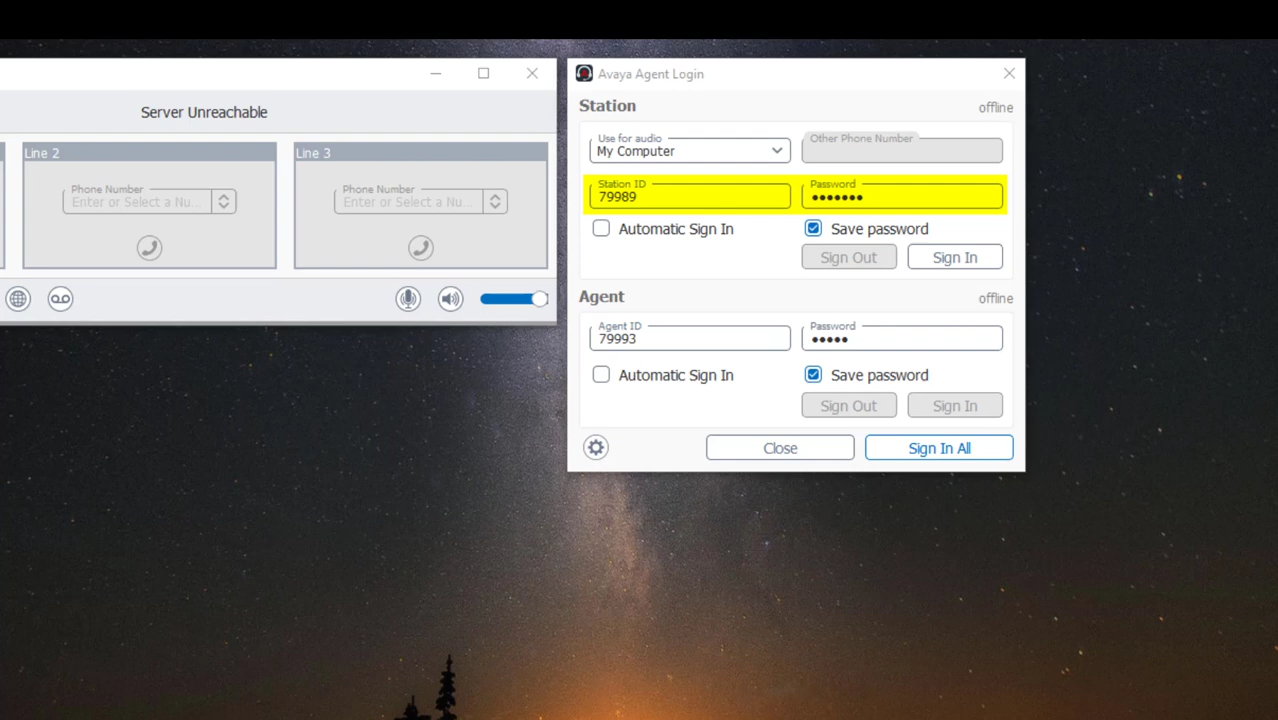 Server Unreachable
Line 2
Line 3
Phone Number
Enter or Select a Nu...
Phone Number
Enter or Select a Nu...
Avaya Agent Login
Station
offline
Use for audio
My Computer
Other Phone Number
Station ID
79989
Password
•••••••
Automatic Sign In
Save password
Sign Out
Sign In
Agent
offline
Agent ID
79993
Password
•••••
Automatic Sign In
Save password
Sign Out
Sign In
Close
Sign In All